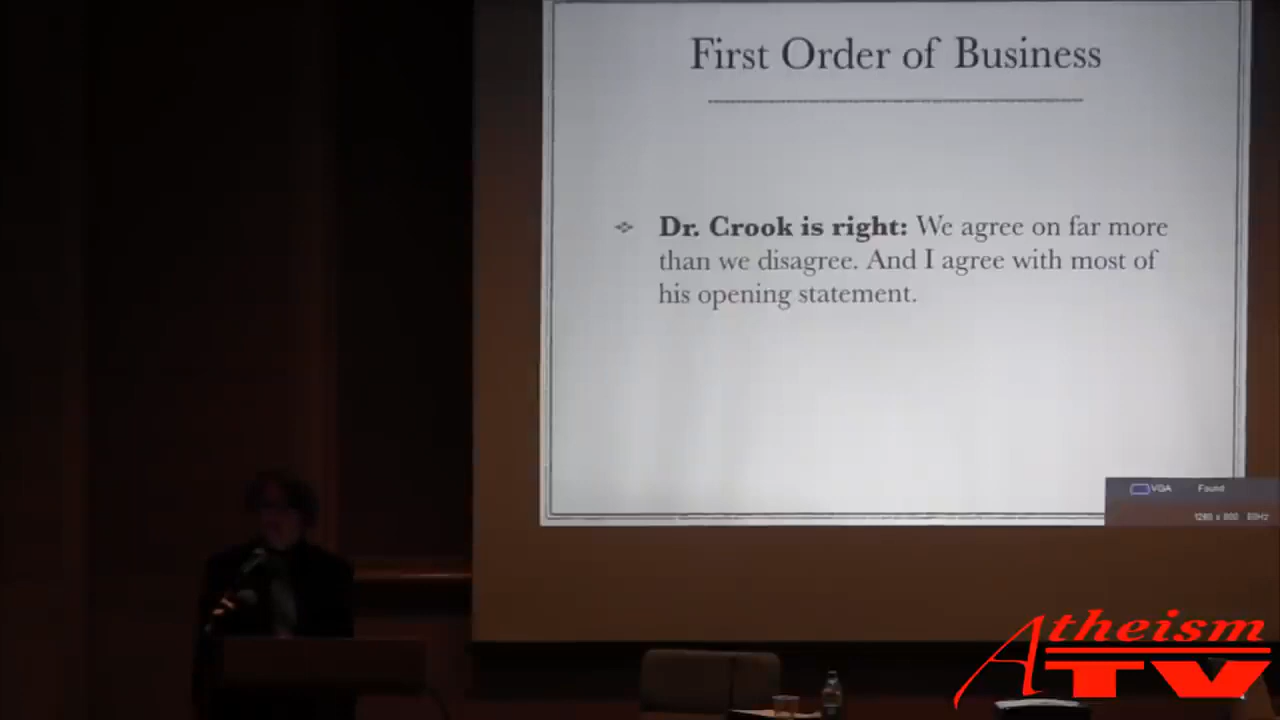 First Order of Business
Dr. Crook is right: We agree on far more
than we disagree. And I agree with most of
his opening statement.
VGA Found
1280 x 800 60Hz
Atheism
TV